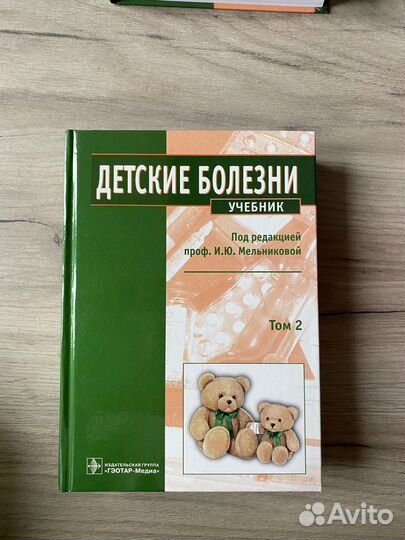 ДЕТСКИЕ БОЛЕЗНИ
УЧЕБНИК
Под редакцией
проф. И.Ю. Мельниковой
Том 2
ИЗДАТЕЛЬСКАЯ ГРУППА
«ГЭОТАР-Медиа»
Avito